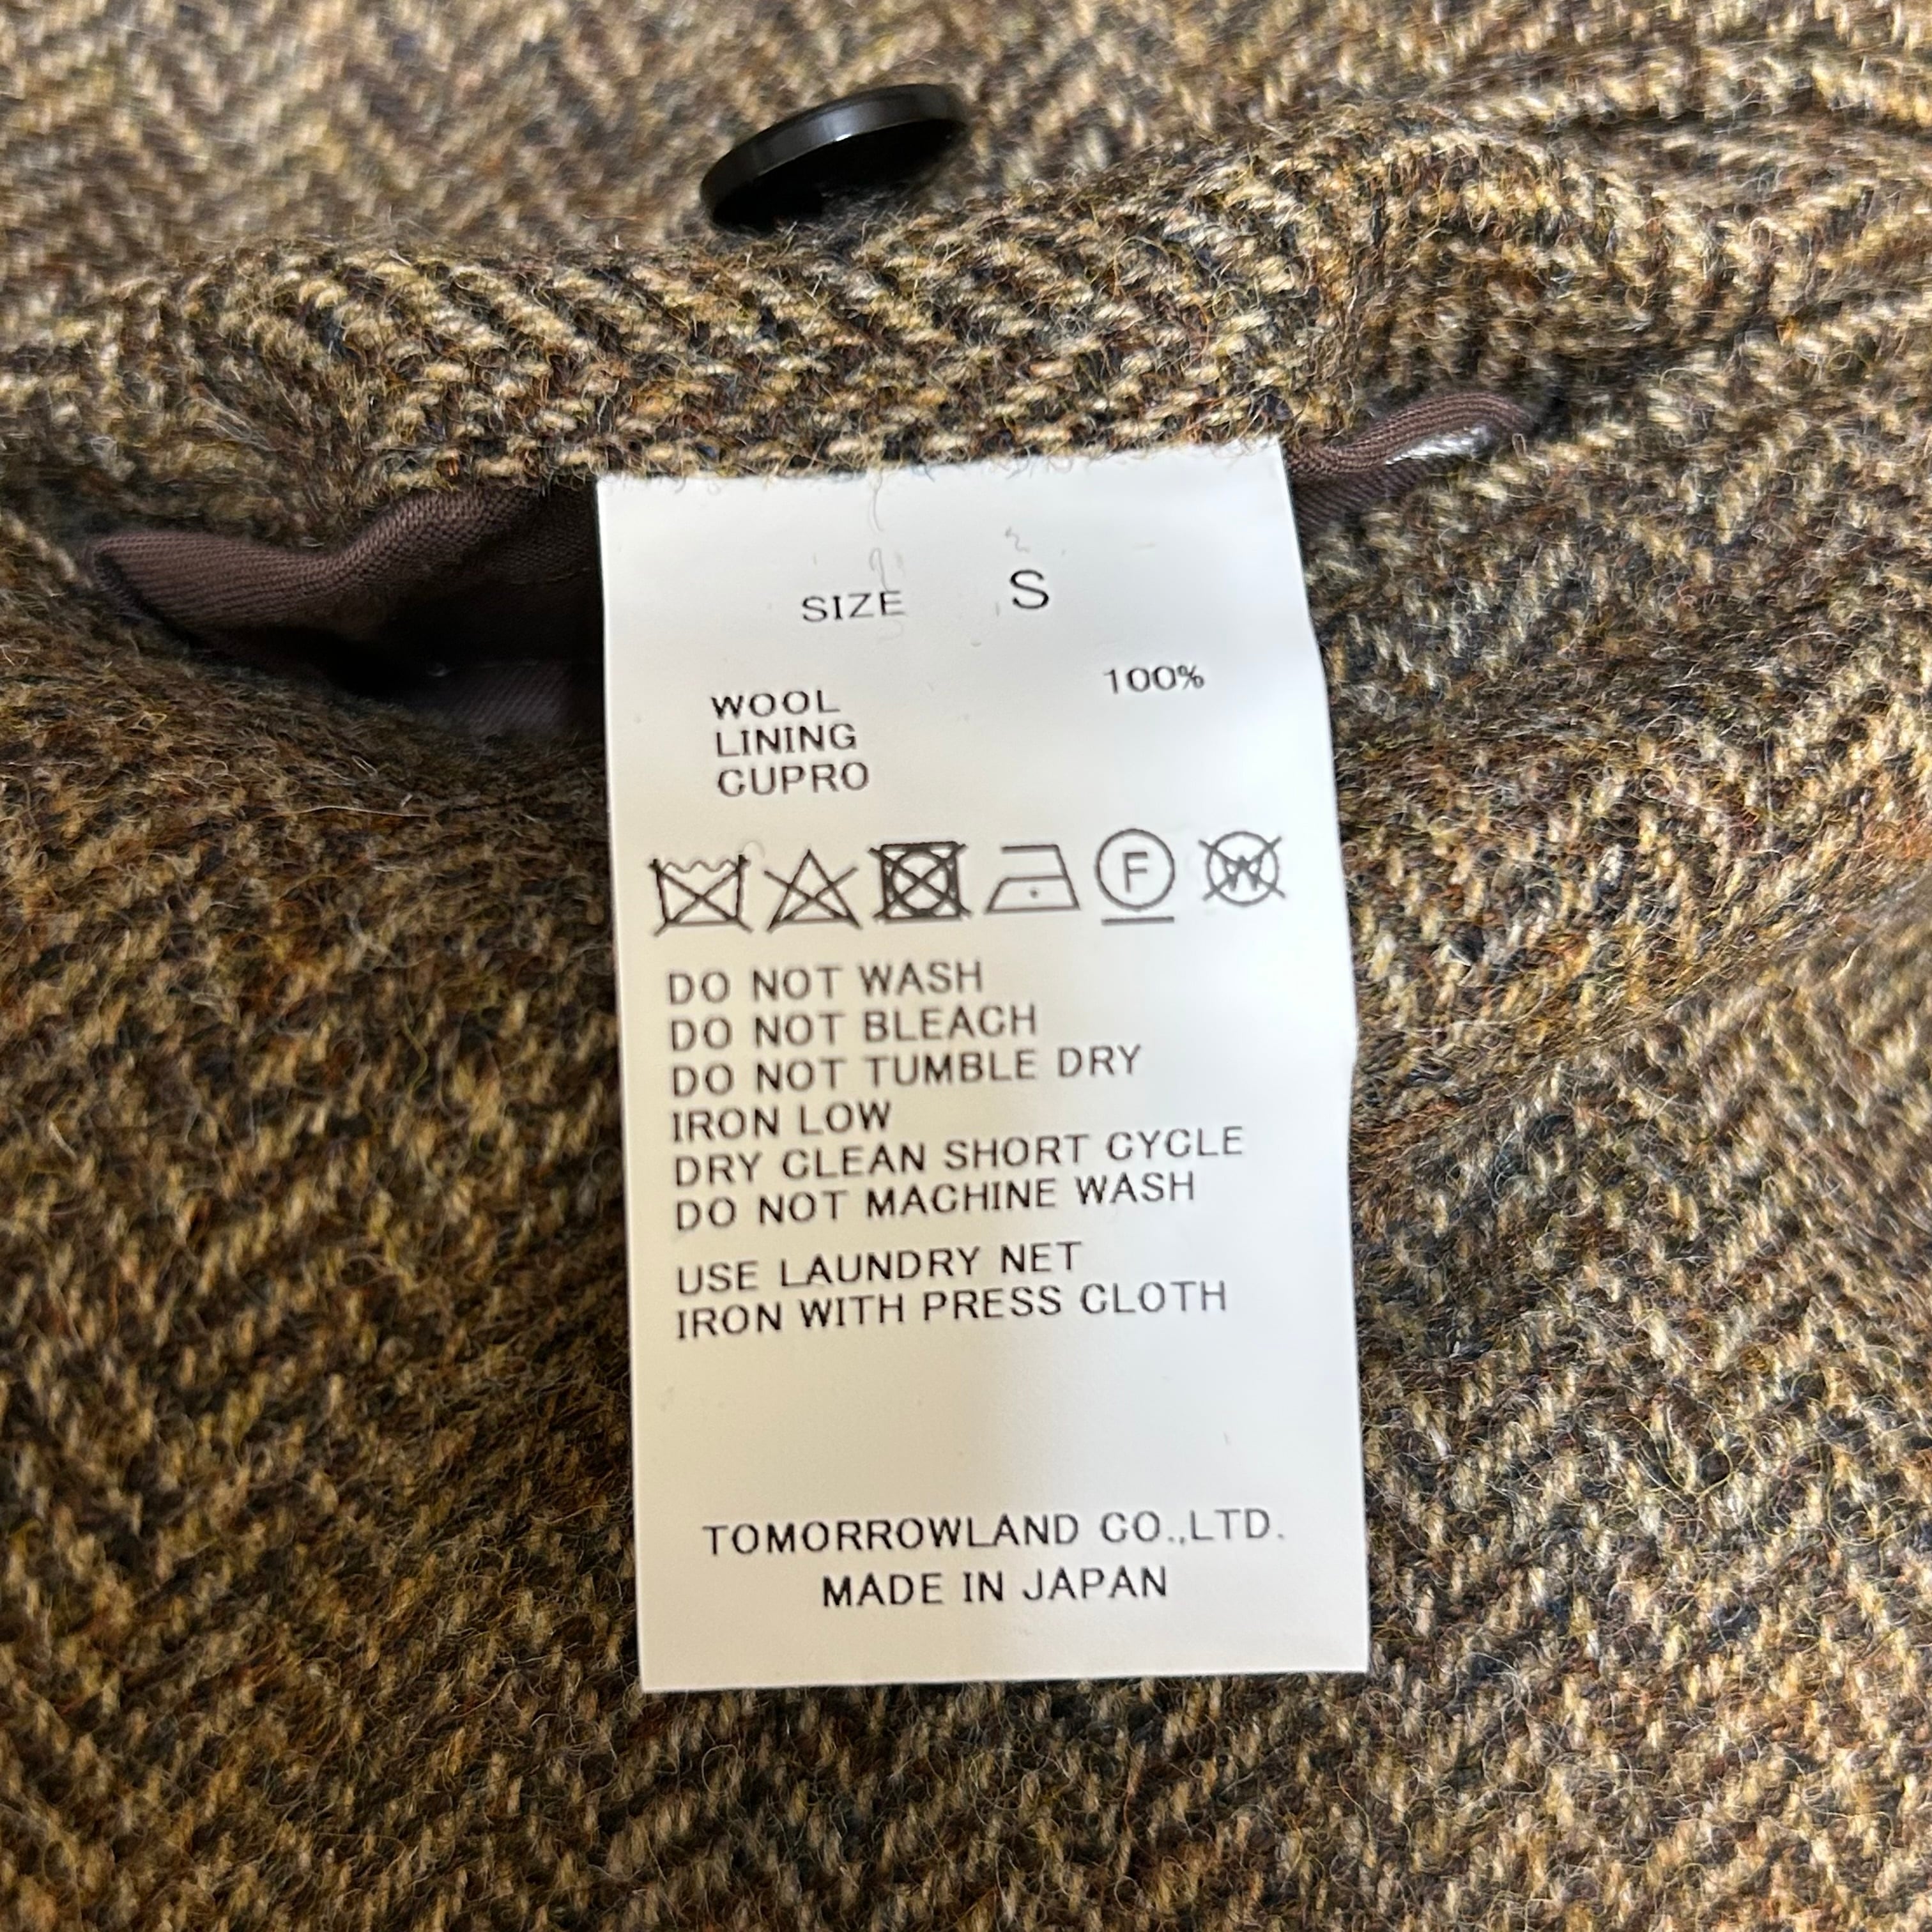 SIZE S
WOOL 100%
LINING
CUPRO
F W
DO NOT WASH
DO NOT BLEACH
DO NOT TUMBLE DRY
IRON LOW
DRY CLEAN SHORT CYCLE
DO NOT MACHINE WASH
USE LAUNDRY NET
IRON WITH PRESS CLOTH
TOMORROWLAND CO.,LTD.
MADE IN JAPAN